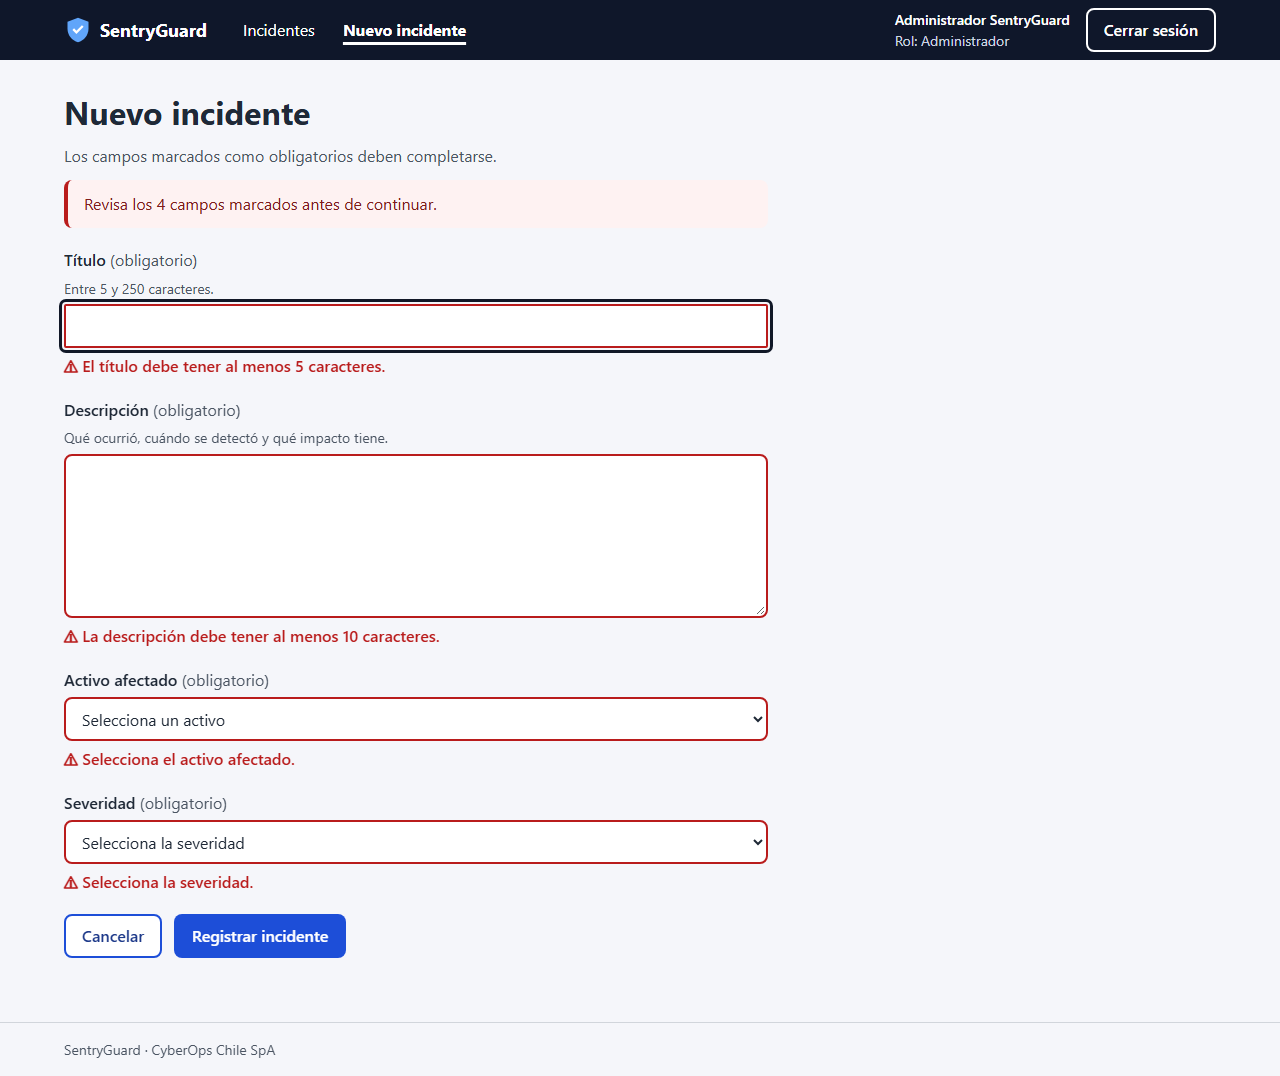 SentryGuard
Incidentes
Nuevo incidente
Administrador SentryGuard
Rol: Administrador
Cerrar sesión
Nuevo incidente
Los campos marcados como obligatorios deben completarse.
Revisa los 4 campos marcados antes de continuar.
Título (obligatorio)
Entre 5 y 250 caracteres.
⚠ El título debe tener al menos 5 caracteres.
Descripción (obligatorio)
Qué ocurrió, cuándo se detectó y qué impacto tiene.
⚠ La descripción debe tener al menos 10 caracteres.
Activo afectado (obligatorio)
Selecciona un activo
⚠ Selecciona el activo afectado.
Severidad (obligatorio)
Selecciona la severidad
⚠ Selecciona la severidad.
Cancelar
Registrar incidente
SentryGuard · CyberOps Chile SpA